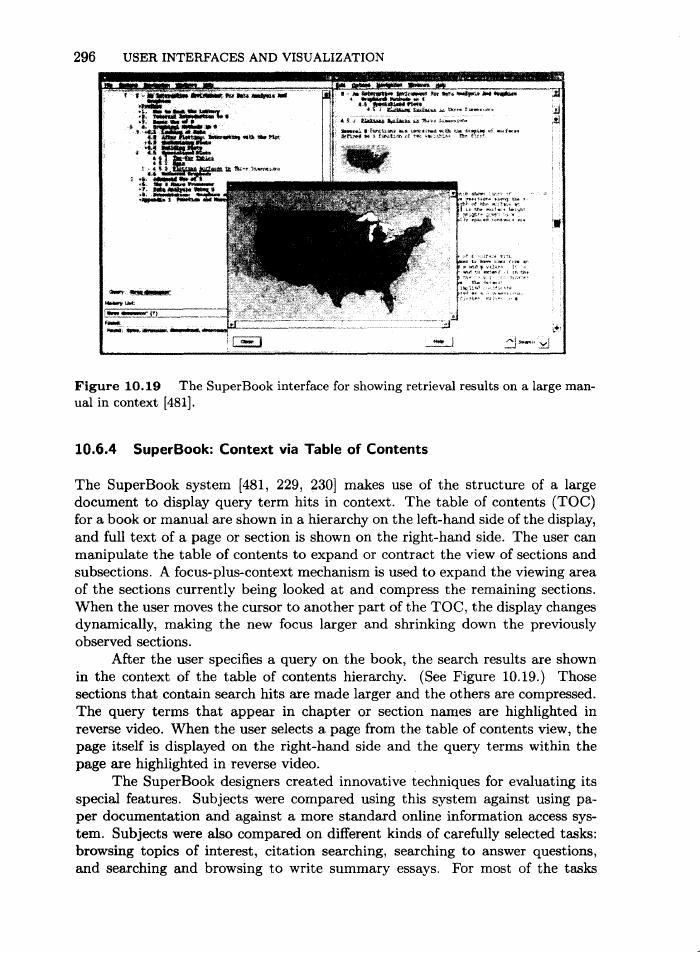 296 USER INTERFACES AND VISUALIZATION
Close
Help
Figure 10.19 The SuperBook interface for showing retrieval results on a large man-
ual in context [481].
10.6.4 SuperBook: Context via Table of Contents
The SuperBook system [481, 229, 230] makes use of the structure of a large
document to display query term hits in context. The table of contents (TOC)
for a book or manual are shown in a hierarchy on the left-hand side of the display,
and full text of a page or section is shown on the right-hand side. The user can
manipulate the table of contents to expand or contract the view of sections and
subsections. A focus-plus-context mechanism is used to expand the viewing area
of the sections currently being looked at and compress the remaining sections.
When the user moves the cursor to another part of the TOC, the display changes
dynamically, making the new focus larger and shrinking down the previously
observed sections.
After the user specifies a query on the book, the search results are shown
in the context of the table of contents hierarchy. (See Figure 10.19.) Those
sections that contain search hits are made larger and the others are compressed.
The query terms that appear in chapter or section names are highlighted in
reverse video. When the user selects a page from the table of contents view, the
page itself is displayed on the right-hand side and the query terms within the
page are highlighted in reverse video.
The SuperBook designers created innovative techniques for evaluating its
special features. Subjects were compared using this system against using pa-
per documentation and against a more standard online information access sys-
tem. Subjects were also compared on different kinds of carefully selected tasks:
browsing topics of interest, citation searching, searching to answer questions,
and searching and browsing to write summary essays. For most of the tasks